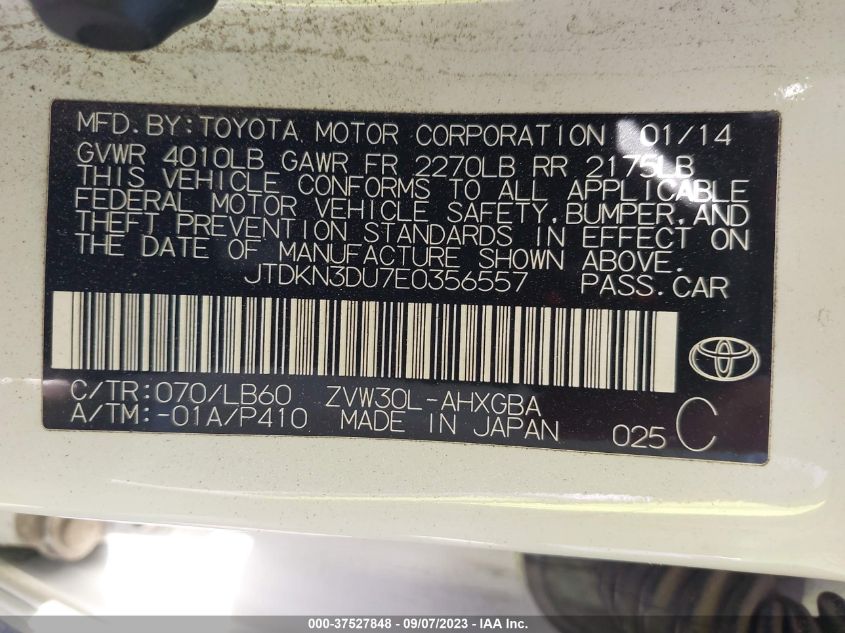 MFD. BY: TOYOTA MOTOR CORPORATION 01/14
GVWR 4010LB GAWR FR 2270LB RR 2175LB
THIS VEHICLE CONFORMS TO ALL APPLICABLE
FEDERAL MOTOR VEHICLE SAFETY, BUMPER, AND
THEFT PREVENTION STANDARDS IN EFFECT ON
THE DATE OF MANUFACTURE SHOWN ABOVE.
JTDKN3DU7E0356557 PASS. CAR
C/TR: 070/LB60 ZVW30L-AHXGBA
A/TM: -01A/P410 MADE IN JAPAN 025 C
000-37527848 - 09/07/2023 - © IAA Inc.